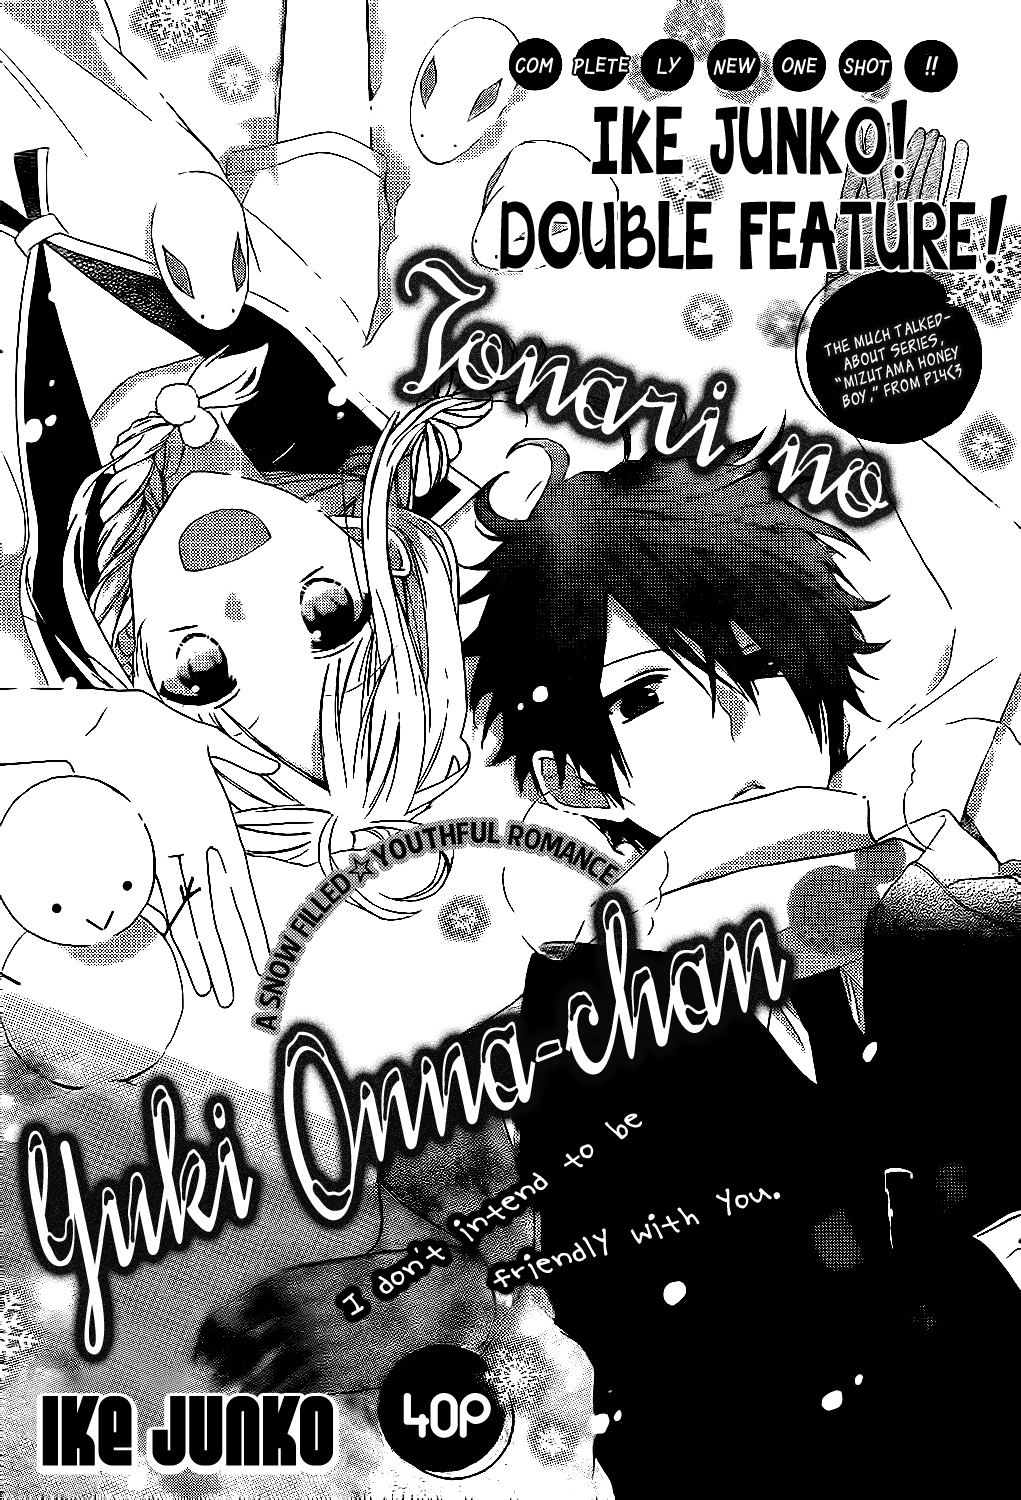 COM PLETE LY NEW ONE SHOT !!
IKE JUNKO!
DOUBLE FEATURE!
THE MUCH TALKED-
ABOUT SERIES,
"MIZUTAMA HONEY
BOY," FROM P14<3
Tonari no
A SNOW FILLED☆YOUTHFUL ROMANCE
Yuki Onna-chan
I don't intend to be
friendly with you.
IKE JUNKO
40P